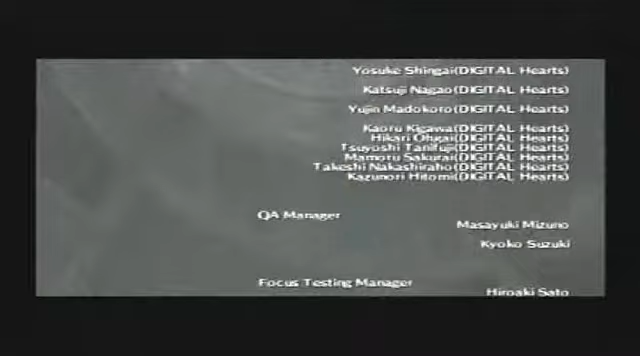 Yosuke Shingai(DIGITAL Hearts)
Katsuji Nagao(DIGITAL Hearts)
Yujin Madokoro(DIGITAL Hearts)
Kaoru Kigawa(DIGITAL Hearts)
Hikari Ohgai(DIGITAL Hearts)
Tsuyoshi Tanifuji(DIGITAL Hearts)
Mamoru Sakurai(DIGITAL Hearts)
Takeshi Nakashiraho(DIGITAL Hearts)
Kazunori Hitomi(DIGITAL Hearts)
QA Manager
Masayuki Mizuno
Kyoko Suzuki
Focus Testing Manager
Hiroaki Sato